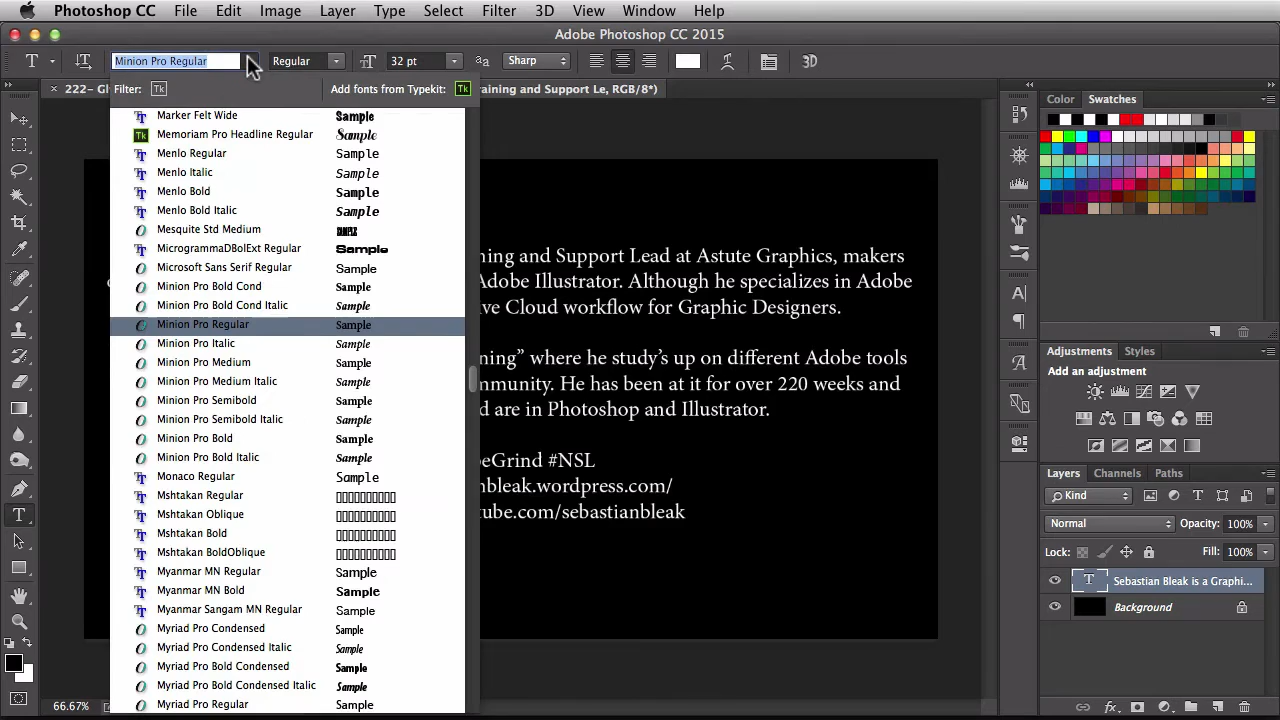 Photoshop CC File Edit Image Layer Type Select Filter 3D View Window Help
Adobe Photoshop CC 2015
T Minion Pro Regular Regular 32 pt Sharp 3D
Filter: Tk Add fonts from Typekit: Tk
222- Gl
raining and Support Le, RGB/8*)
Marker Felt Wide Sample
Tk Memoriam Pro Headline Regular Sample
Menlo Regular Sample
Menlo Italic Sample
Menlo Bold Sample
Menlo Bold Italic Sample
Mesquite Std Medium SAMPLE
MicrogrammaDBolExt Regular Sample
Microsoft Sans Serif Regular Sample
Minion Pro Bold Cond Sample
Minion Pro Bold Cond Italic Sample
Minion Pro Regular Sample
Minion Pro Italic Sample
Minion Pro Medium Sample
Minion Pro Medium Italic Sample
Minion Pro Semibold Sample
Minion Pro Semibold Italic Sample
Minion Pro Bold Sample
Minion Pro Bold Italic Sample
Monaco Regular Sample
Mshtakan Regular
Mshtakan Oblique
Mshtakan Bold
Mshtakan BoldOblique
Myanmar MN Regular Sample
Myanmar MN Bold Sample
Myanmar Sangam MN Regular Sample
Myriad Pro Condensed Sample
Myriad Pro Condensed Italic Sample
Myriad Pro Bold Condensed Sample
Myriad Pro Bold Condensed Italic Sample
Myriad Pro Regular Sample
ning and Support Lead at Astute Graphics, makers
Adobe Illustrator. Although he specializes in Adobe
ive Cloud workflow for Graphic Designers.
ning” where he study’s up on different Adobe tools
mmunity. He has been at it for over 220 weeks and
d are in Photoshop and Illustrator.
beGrind #NSL
nbleak.wordpress.com/
tube.com/sebastianbleak
66.67%
Color Swatches
Adjustments Styles
Add an adjustment
Layers Channels Paths
Kind
Normal Opacity: 100%
Lock: Fill: 100%
T Sebastian Bleak is a Graphi...
Background
fx